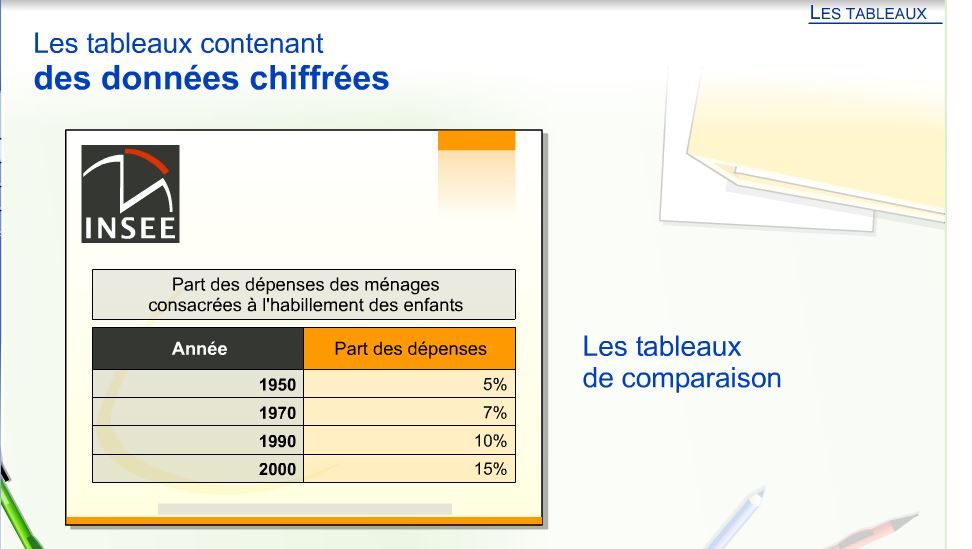 LES TABLEAUX
Les tableaux contenant
des données chiffrées
INSEE
Part des dépenses des ménages
consacrées à l'habillement des enfants
Année Part des dépenses
1950 5%
1970 7%
1990 10%
2000 15%
Les tableaux
de comparaison